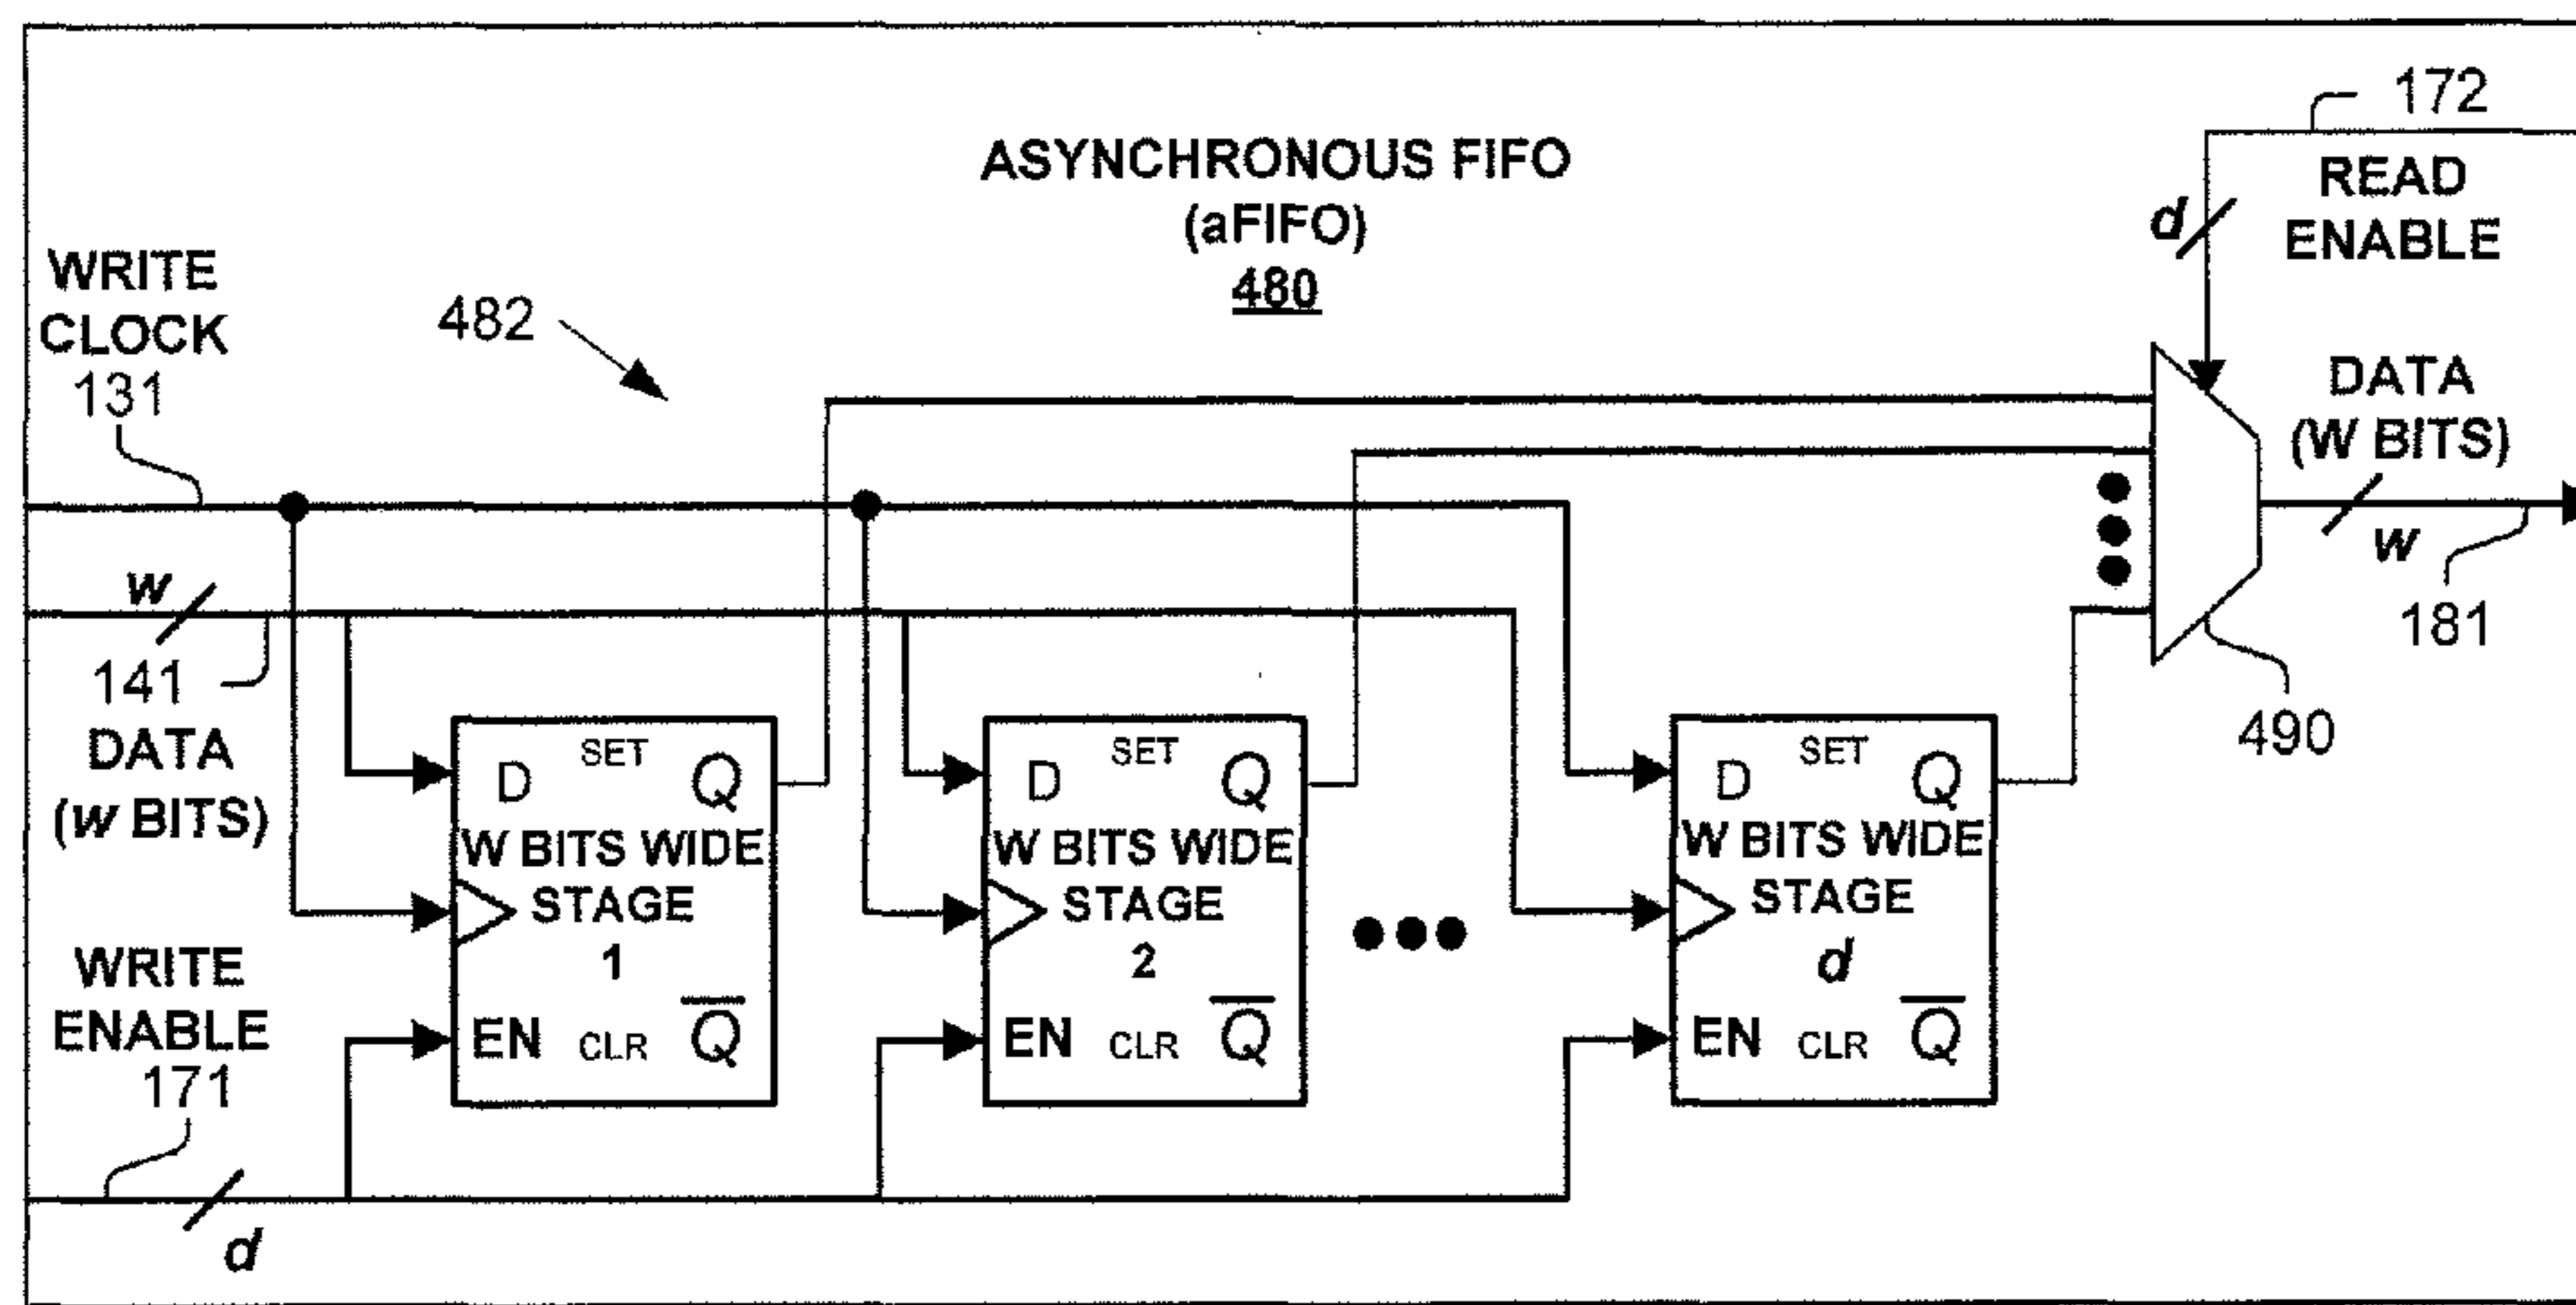 ASYNCHRONOUS FIFO
(aFIFO)
480
172
READ
ENABLE
d
WRITE
CLOCK
131
482
DATA
(W BITS)
w
181
490
w
141
DATA
(w BITS)
D SET Q
W BITS WIDE
STAGE
1
EN CLR Q̅
D SET Q
W BITS WIDE
STAGE
2
EN CLR Q̅
D SET Q
W BITS WIDE
STAGE
d
EN CLR Q̅
WRITE
ENABLE
171
d